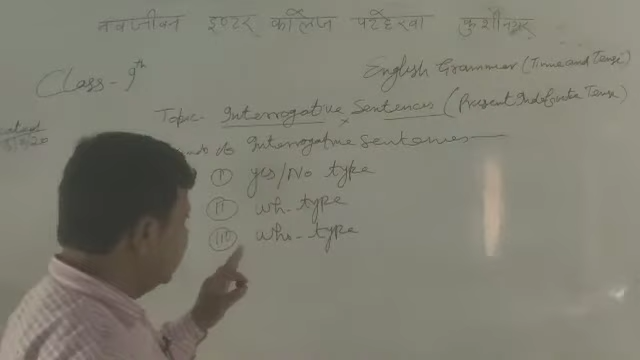 नवजीवन इण्टर कॉलेज पटहेरवा कुशीनगर
Class - 9th
English Grammer (Time and Tense)
Topic- Interrogative Sentences (Present Indefinite Tense)
Interrogative Sentences
(i) Yes/No type
(ii) Wh- type
(iii) Who- type